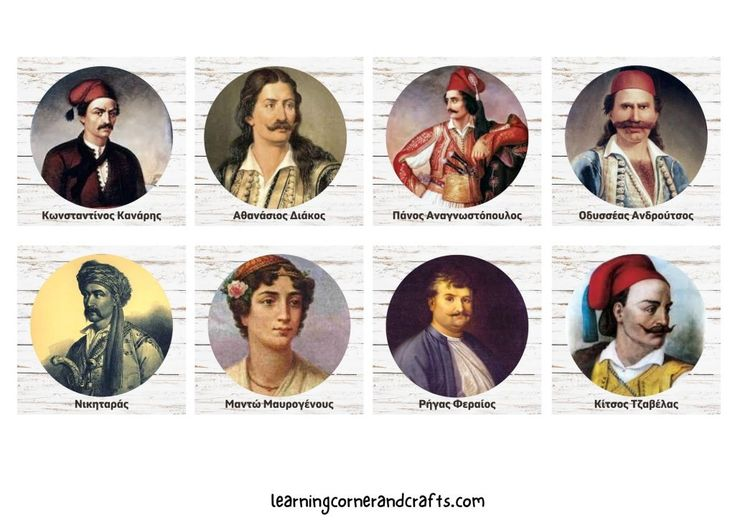 Κωνσταντίνος Κανάρης
Αθανάσιος Διάκος
Πάνος Αναγνωστόπουλος
Οδυσσέας Ανδρούτσος
Νικηταράς
Μαντώ Μαυρογένους
Ρήγας Φεραίος
Κίτσος Τζαβέλας
learningcornerandcrafts.com